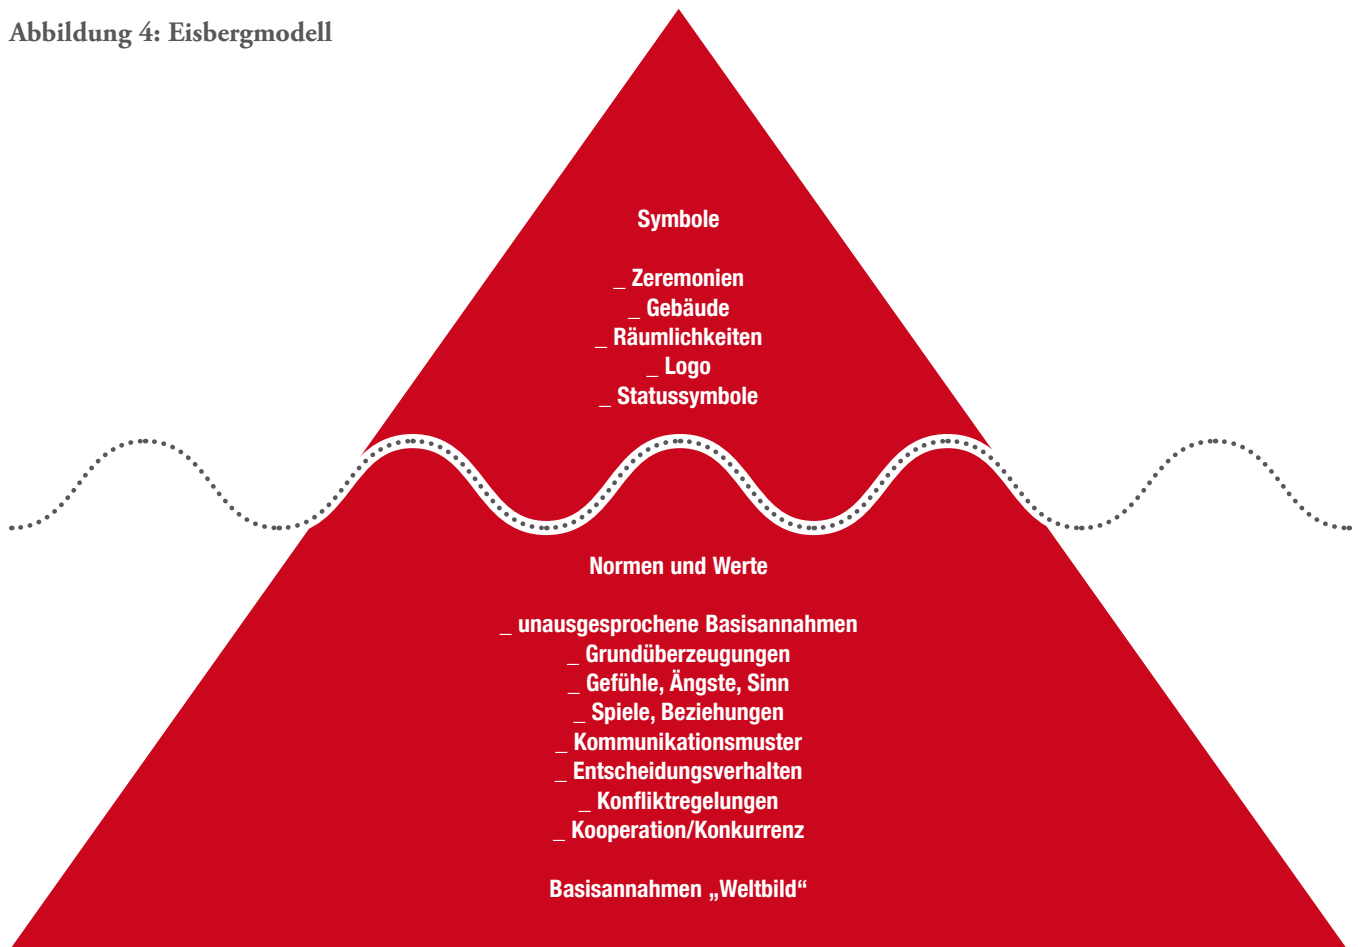 Abbildung 4: Eisbergmodell
Symbole
_ Zeremonien
_ Gebäude
_ Räumlichkeiten
_ Logo
_ Statussymbole
Normen und Werte
_ unausgesprochene Basisannahmen
_ Grundüberzeugungen
_ Gefühle, Ängste, Sinn
_ Spiele, Beziehungen
_ Kommunikationsmuster
_ Entscheidungsverhalten
_ Konfliktregelungen
_ Kooperation/Konkurrenz
Basisannahmen „Weltbild“